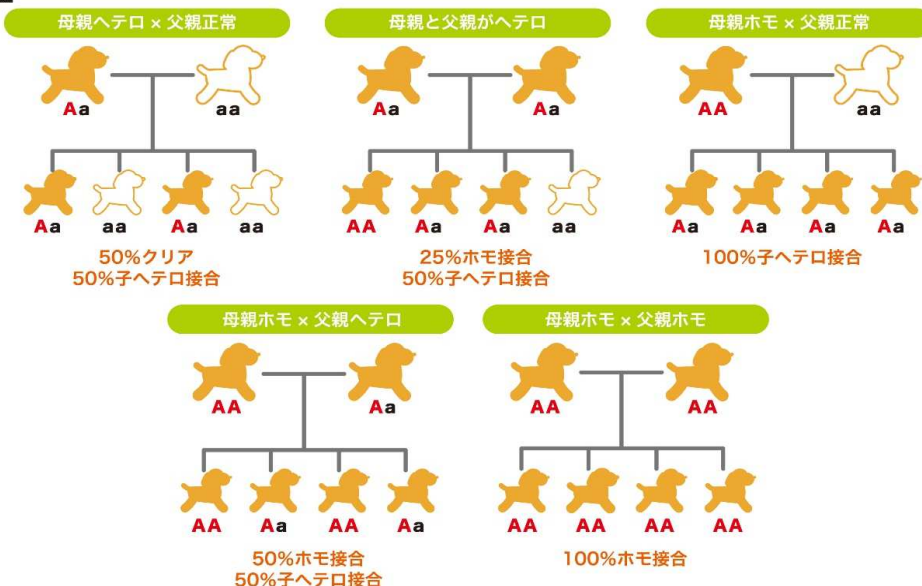 母親ヘテロ × 父親正常
Aa
aa
Aa
aa
Aa
aa
50%クリア
50%子ヘテロ接合
母親と父親がヘテロ
Aa
Aa
AA
Aa
Aa
aa
25%ホモ接合
50%子ヘテロ接合
母親ホモ × 父親正常
AA
aa
Aa
Aa
Aa
Aa
100%子ヘテロ接合
母親ホモ × 父親ヘテロ
AA
Aa
AA
Aa
AA
Aa
50%ホモ接合
50%子ヘテロ接合
母親ホモ × 父親ホモ
AA
AA
AA
AA
AA
AA
100%ホモ接合